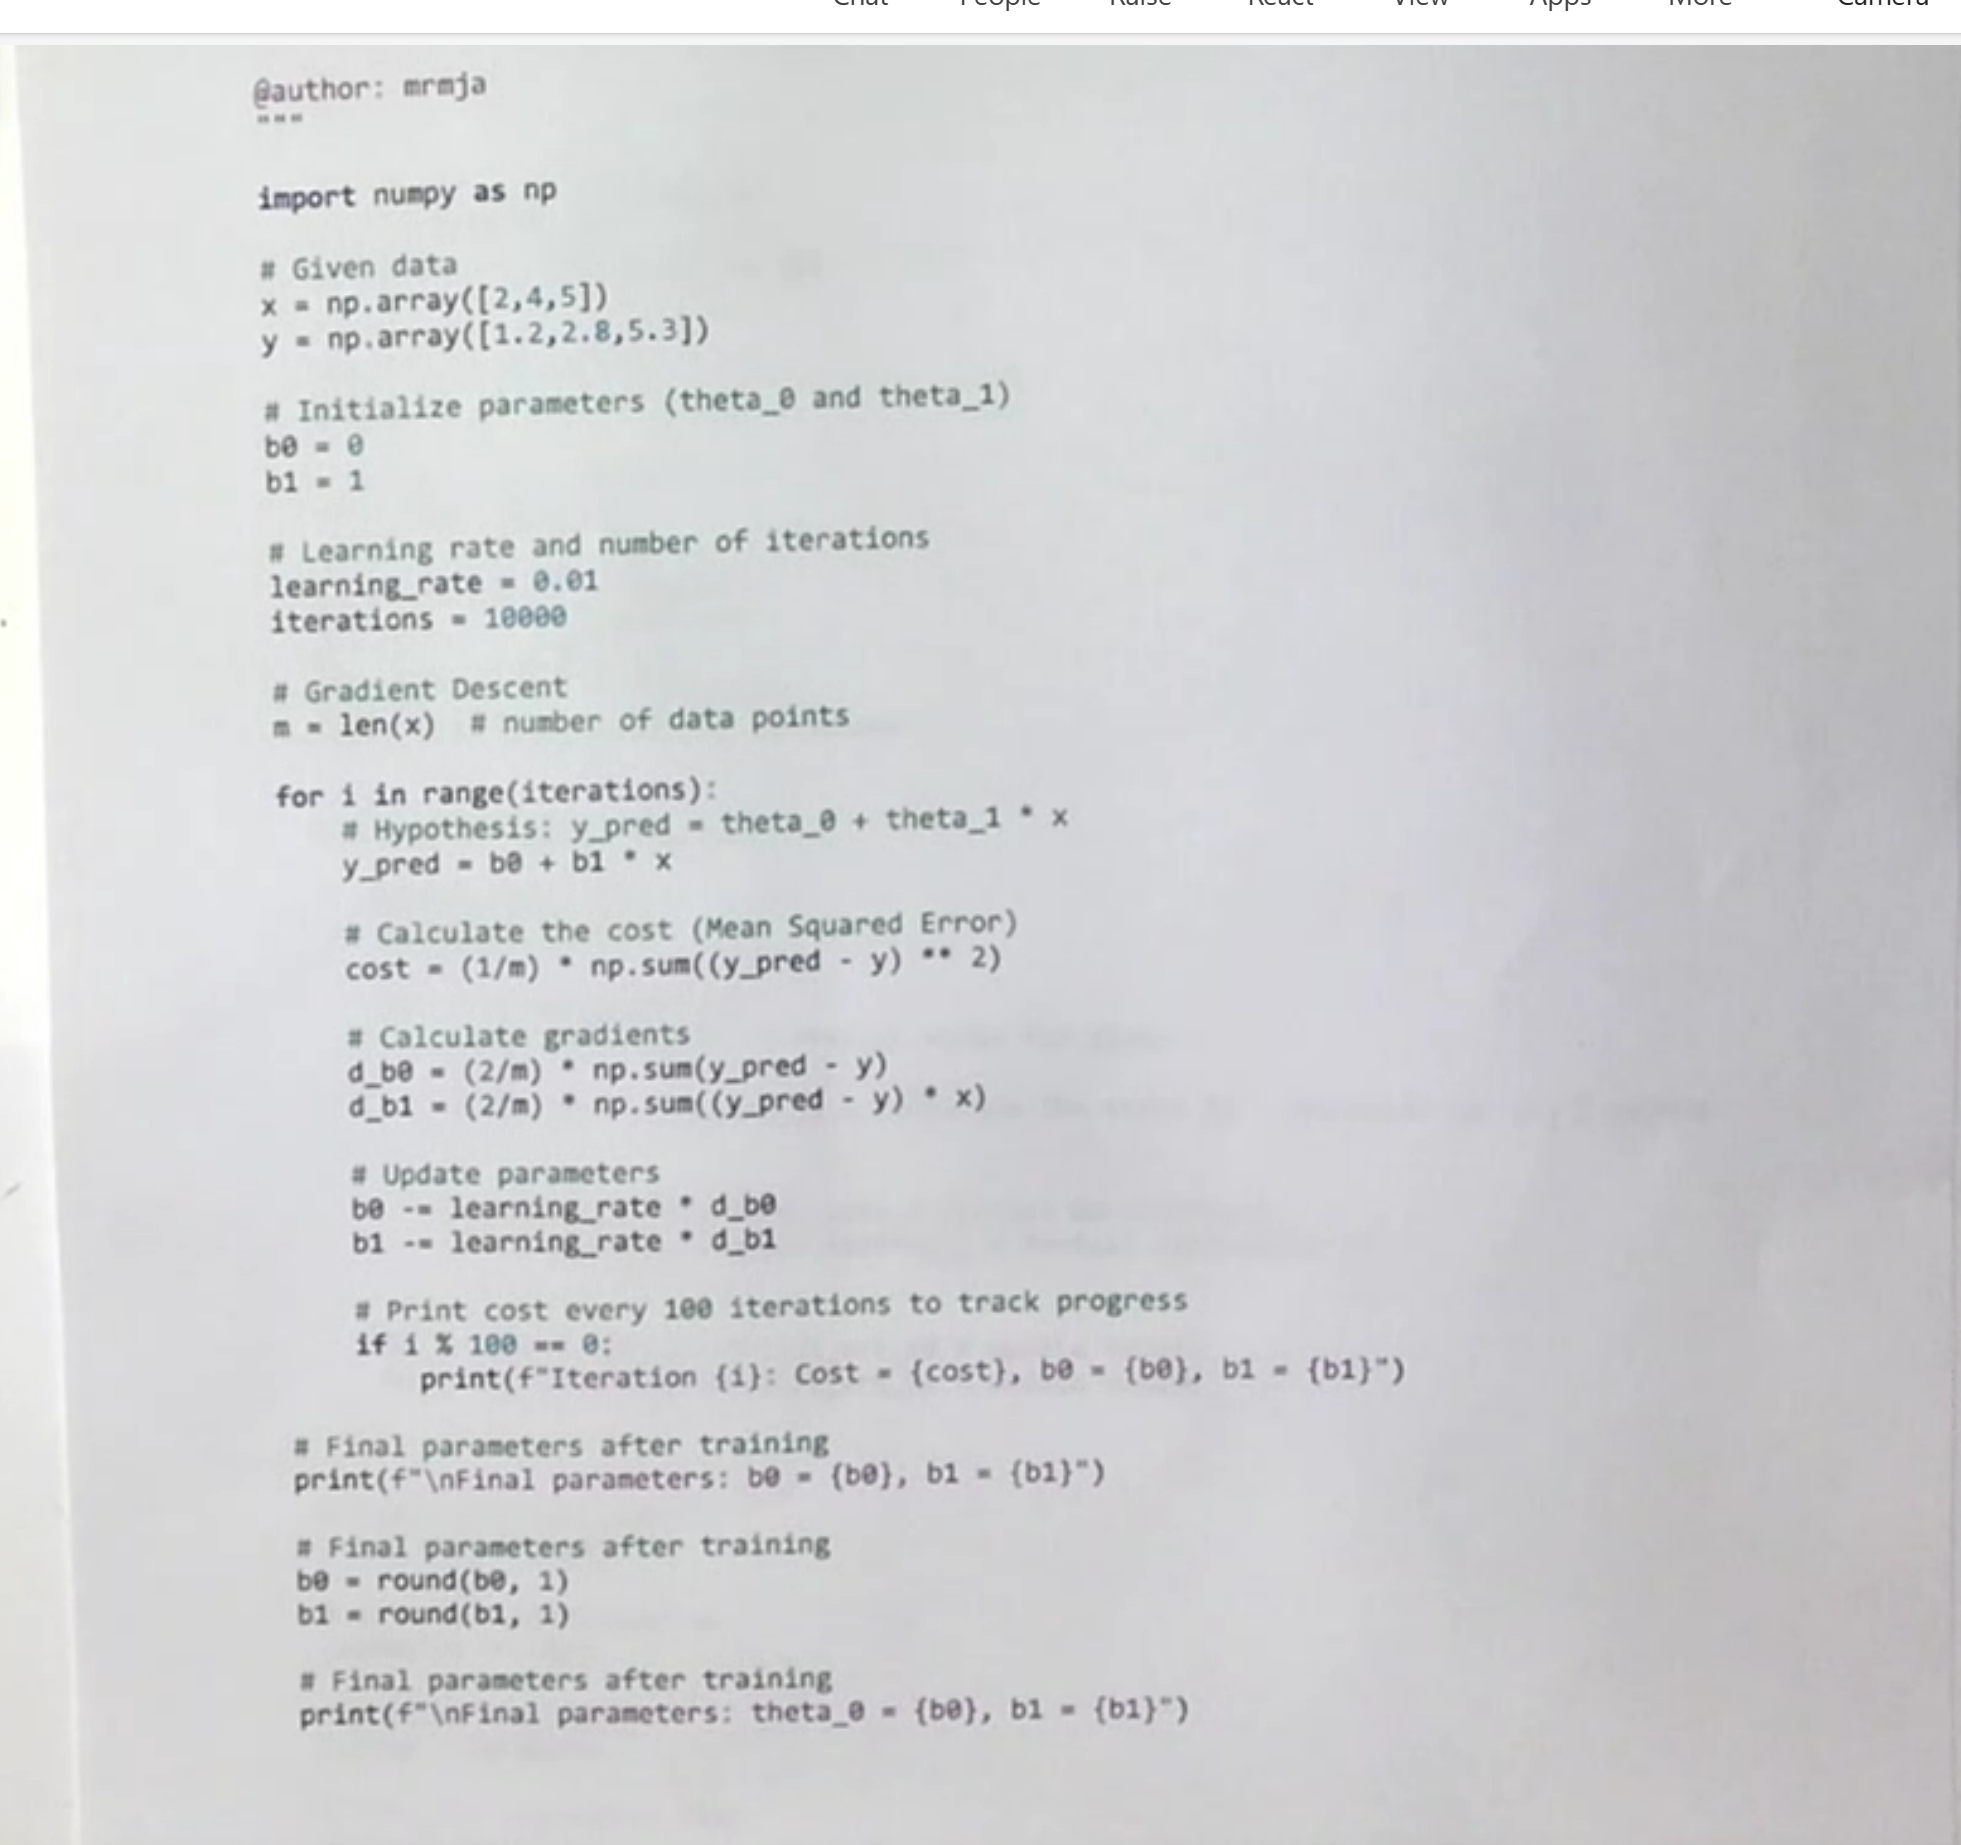 Chat People Raise React View Apps More Camera
@author: mrmja
"""
import numpy as np
# Given data
x = np.array([2,4,5])
y = np.array([1.2,2.8,5.3])
# Initialize parameters (theta_0 and theta_1)
b0 = 0
b1 = 1
# Learning rate and number of iterations
learning_rate = 0.01
iterations = 10000
# Gradient Descent
m = len(x)  # number of data points
for i in range(iterations):
    # Hypothesis: y_pred = theta_0 + theta_1 * x
    y_pred = b0 + b1 * x
    # Calculate the cost (Mean Squared Error)
    cost = (1/m) * np.sum((y_pred - y) ** 2)
    # Calculate gradients
    d_b0 = (2/m) * np.sum(y_pred - y)
    d_b1 = (2/m) * np.sum((y_pred - y) * x)
    # Update parameters
    b0 -= learning_rate * d_b0
    b1 -= learning_rate * d_b1
    # Print cost every 100 iterations to track progress
    if i % 100 == 0:
        print(f"Iteration {i}: Cost = {cost}, b0 = {b0}, b1 = {b1}")
# Final parameters after training
print(f"\nFinal parameters: b0 = {b0}, b1 = {b1}")
# Final parameters after training
b0 = round(b0, 1)
b1 = round(b1, 1)
# Final parameters after training
print(f"\nFinal parameters: theta_0 = {b0}, b1 = {b1}")